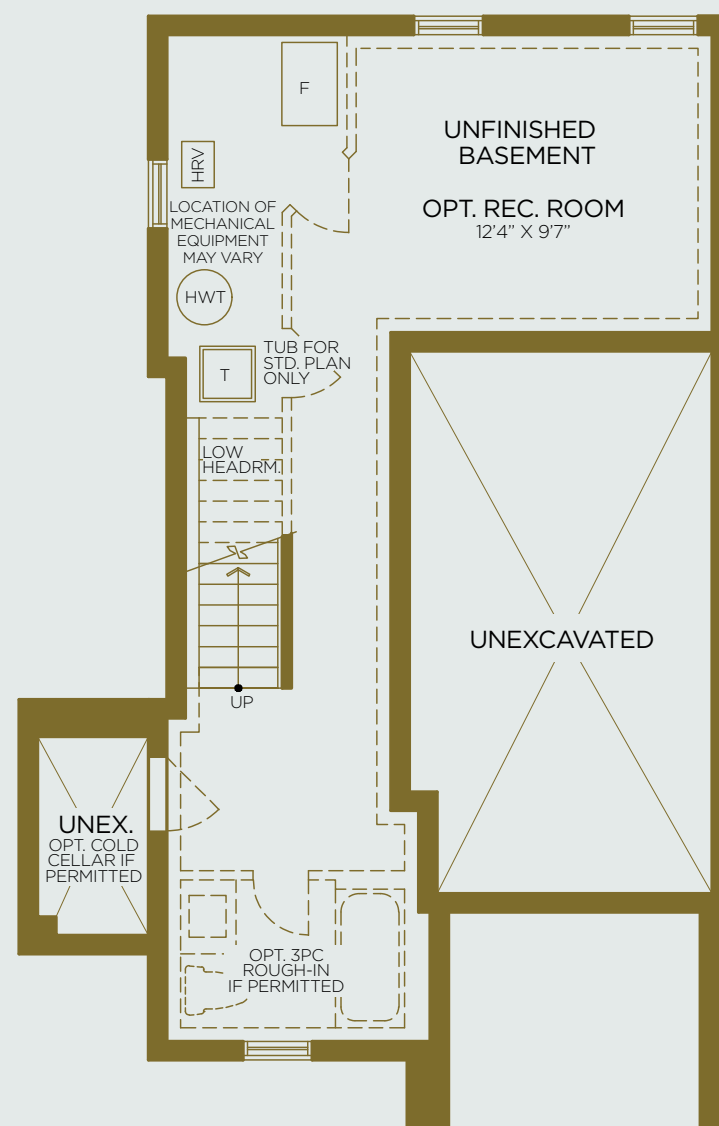 F
UNFINISHED
BASEMENT
HRV
OPT. REC. ROOM
12'4” X 9'7”
LOCATION OF
MECHANICAL
EQUIPMENT
MAY VARY
HWT
TUB FOR
STD. PLAN
ONLY
T
LOW
HEADRM.
UNEXCAVATED
UP
UNEX.
OPT. COLD
CELLAR IF
PERMITTED
OPT. 3PC
ROUGH-IN
IF PERMITTED